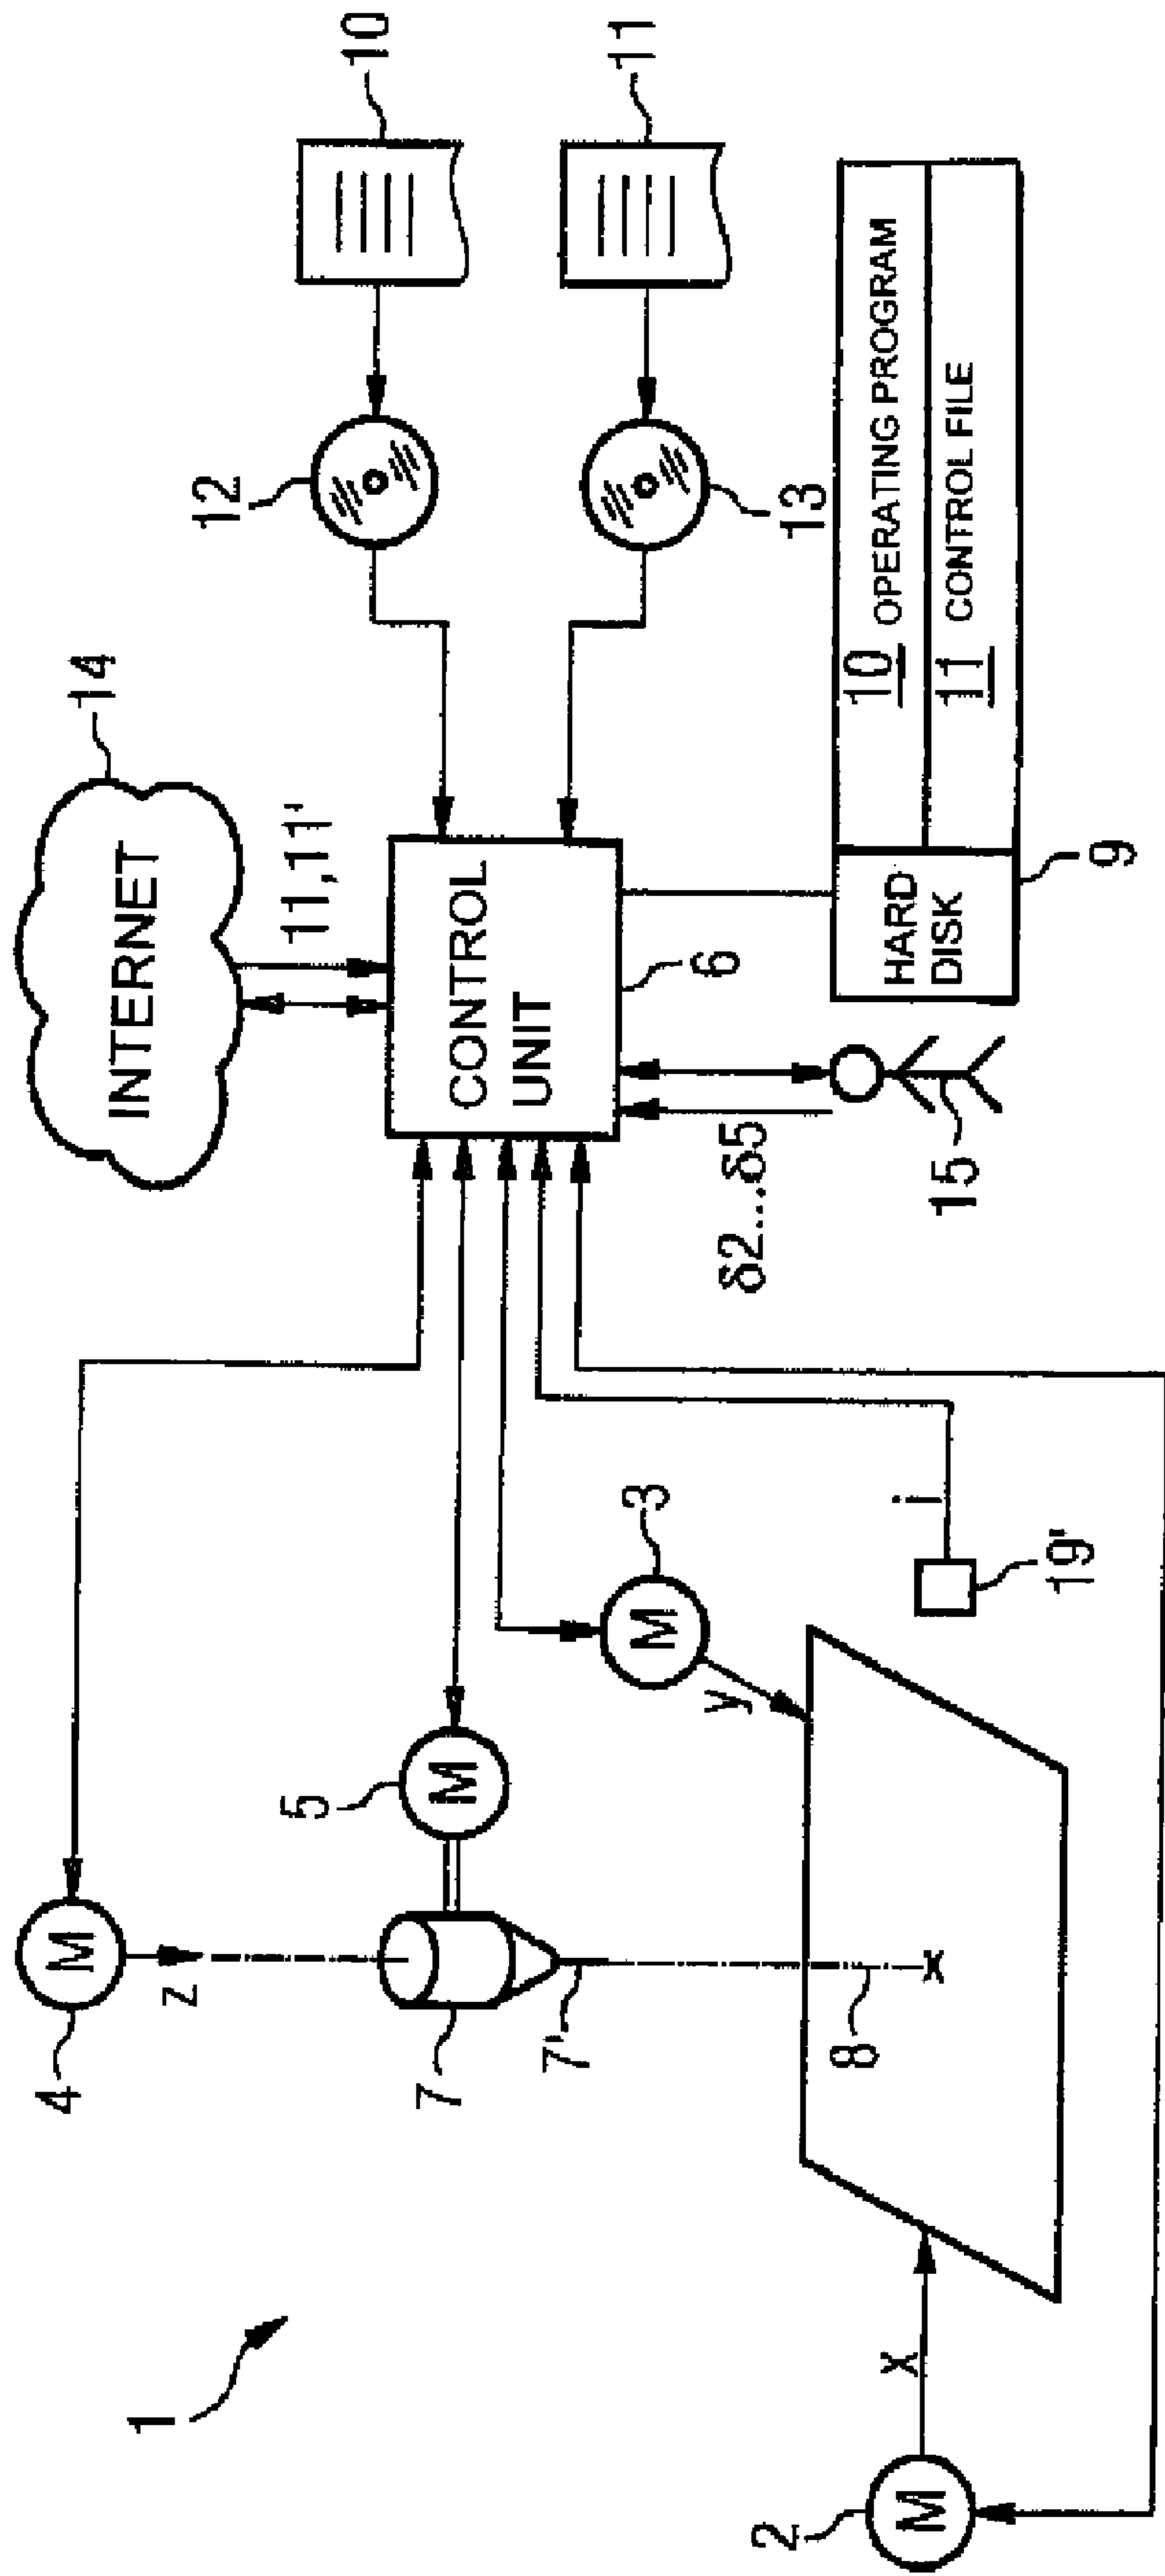 1
4
M
z
7
7'
8
x
5
M
3
M
y
2
M
x
19'
i
INTERNET
14
11,11'
CONTROL
UNIT
6
δ2...δ5
15
12
10
13
11
HARD
DISK
9
10 OPERATING PROGRAM
11 CONTROL FILE